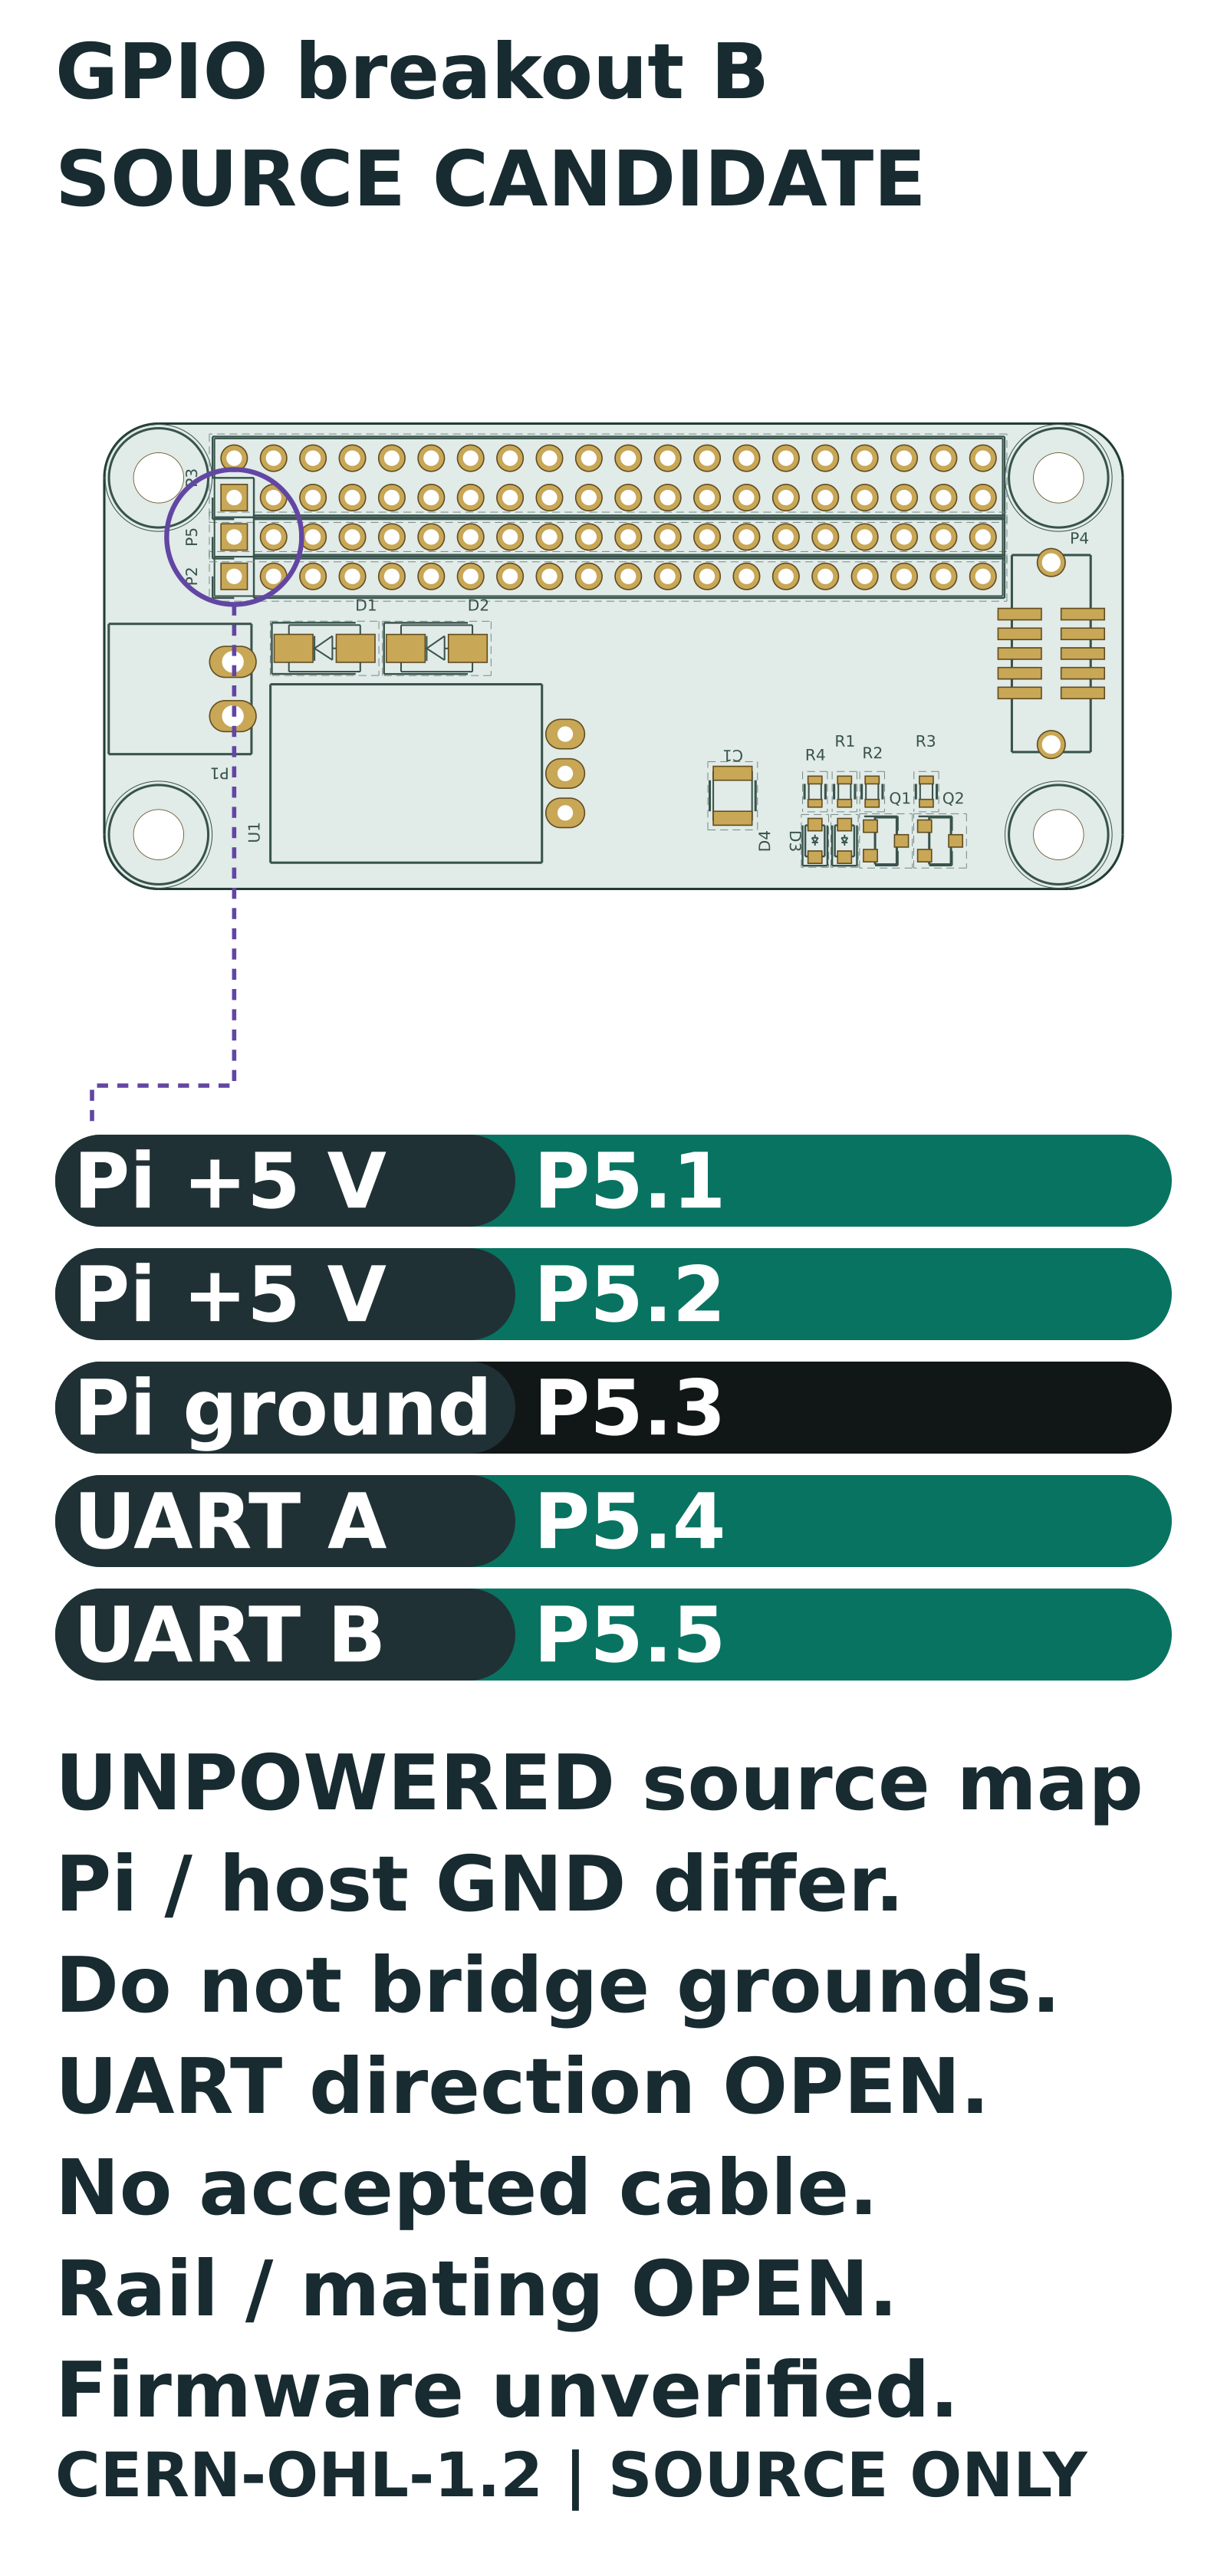 GPIO breakout B
SOURCE CANDIDATE
P3
P5
P2
P4
D1 D2
P1
U1
C1
R4 R1 R2 R3
Q1 Q2
D4 D3
Pi +5 V P5.1
Pi +5 V P5.2
Pi ground P5.3
UART A P5.4
UART B P5.5
UNPOWERED source map
Pi / host GND differ.
Do not bridge grounds.
UART direction OPEN.
No accepted cable.
Rail / mating OPEN.
Firmware unverified.
CERN-OHL-1.2 | SOURCE ONLY